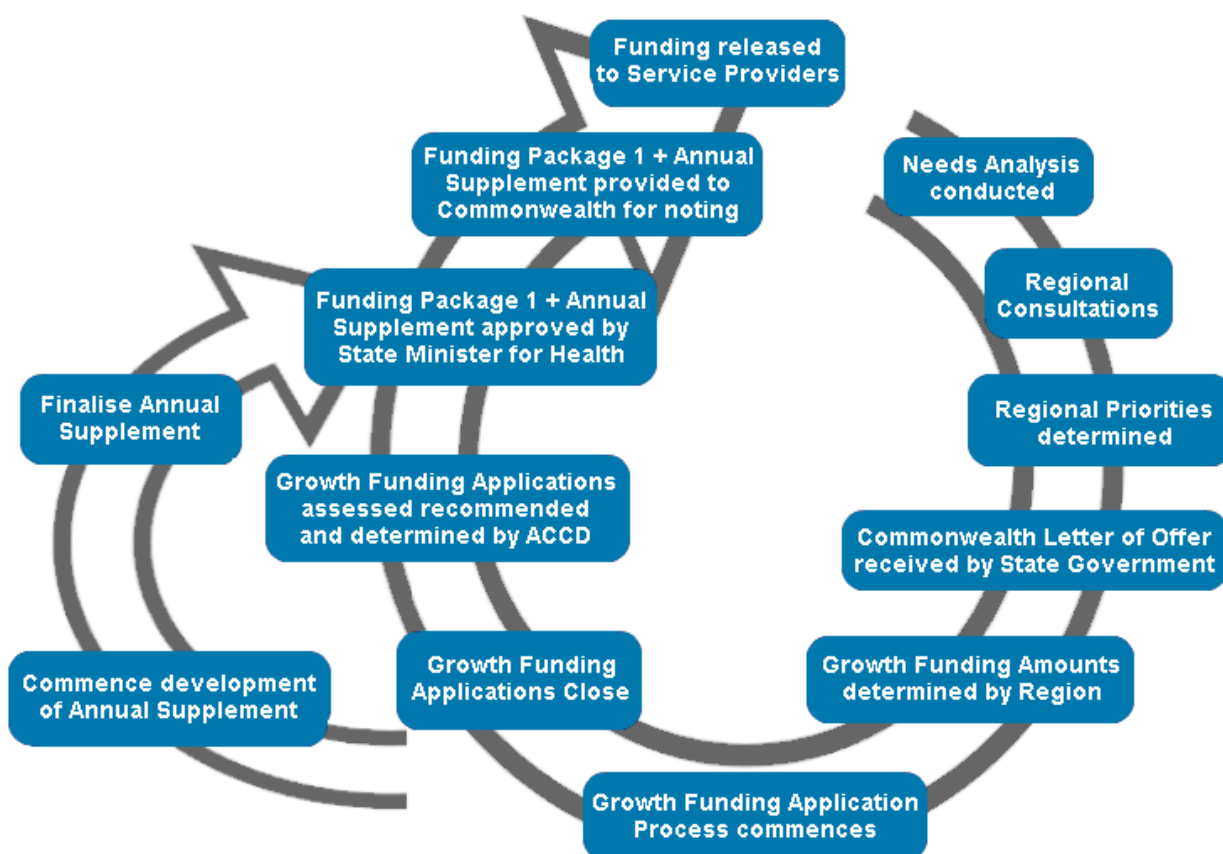 Funding released
to Service Providers
Funding Package 1 + Annual
Supplement provided to
Commonwealth for noting
Needs Analysis
conducted
Regional
Consultations
Funding Package 1 + Annual
Supplement approved by
State Minister for Health
Finalise Annual
Supplement
Regional Priorities
determined
Growth Funding Applications
assessed recommended
and determined by ACCD
Commonwealth Letter of Offer
received by State Government
Growth Funding
Applications Close
Growth Funding Amounts
determined by Region
Commence development
of Annual Supplement
Growth Funding Application
Process commences